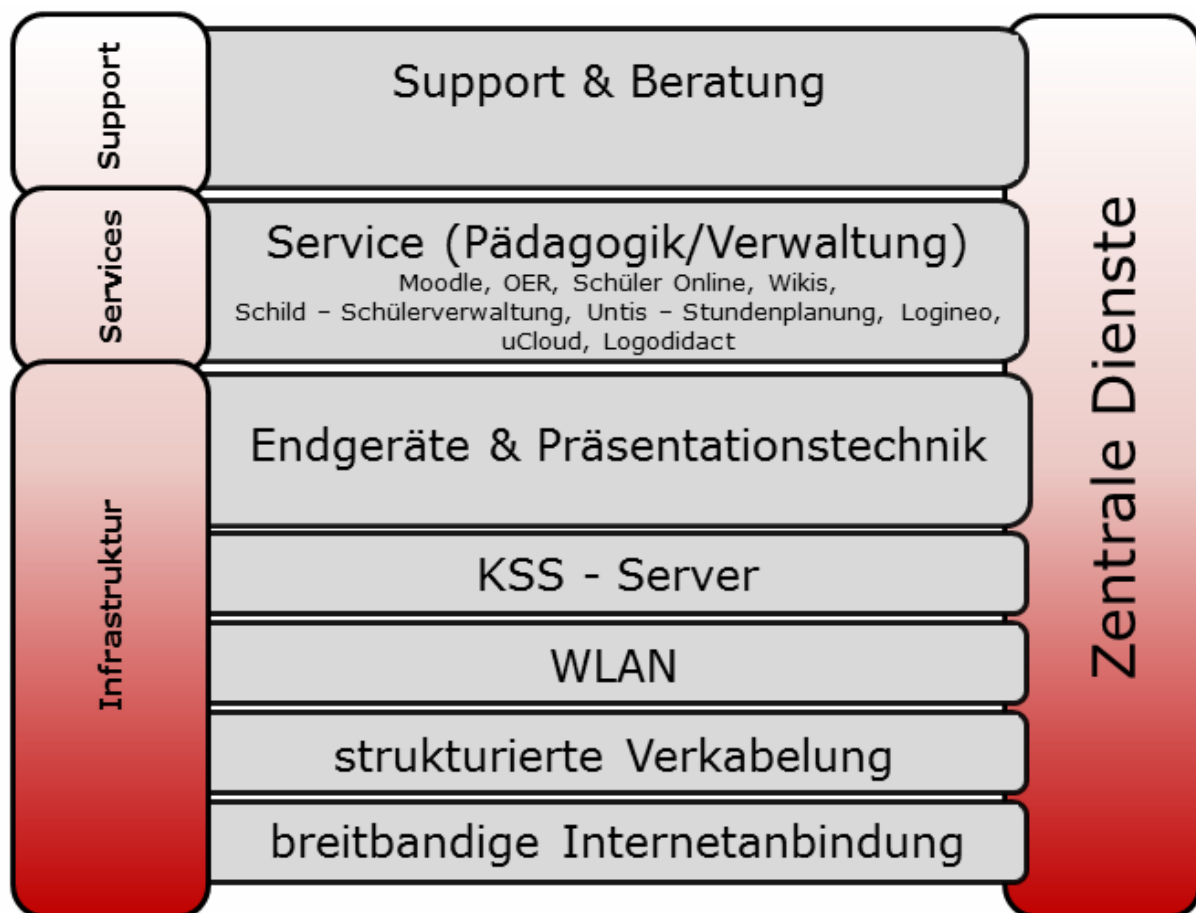 Support
Support & Beratung
Services
Service (Pädagogik/Verwaltung)
Moodle, OER, Schüler Online, Wikis,
Schild – Schülerverwaltung, Untis – Stundenplanung, Logineo,
uCloud, Logodidact
Infrastruktur
Endgeräte & Präsentationstechnik
KSS - Server
WLAN
strukturierte Verkabelung
breitbandige Internetanbindung
Zentrale Dienste